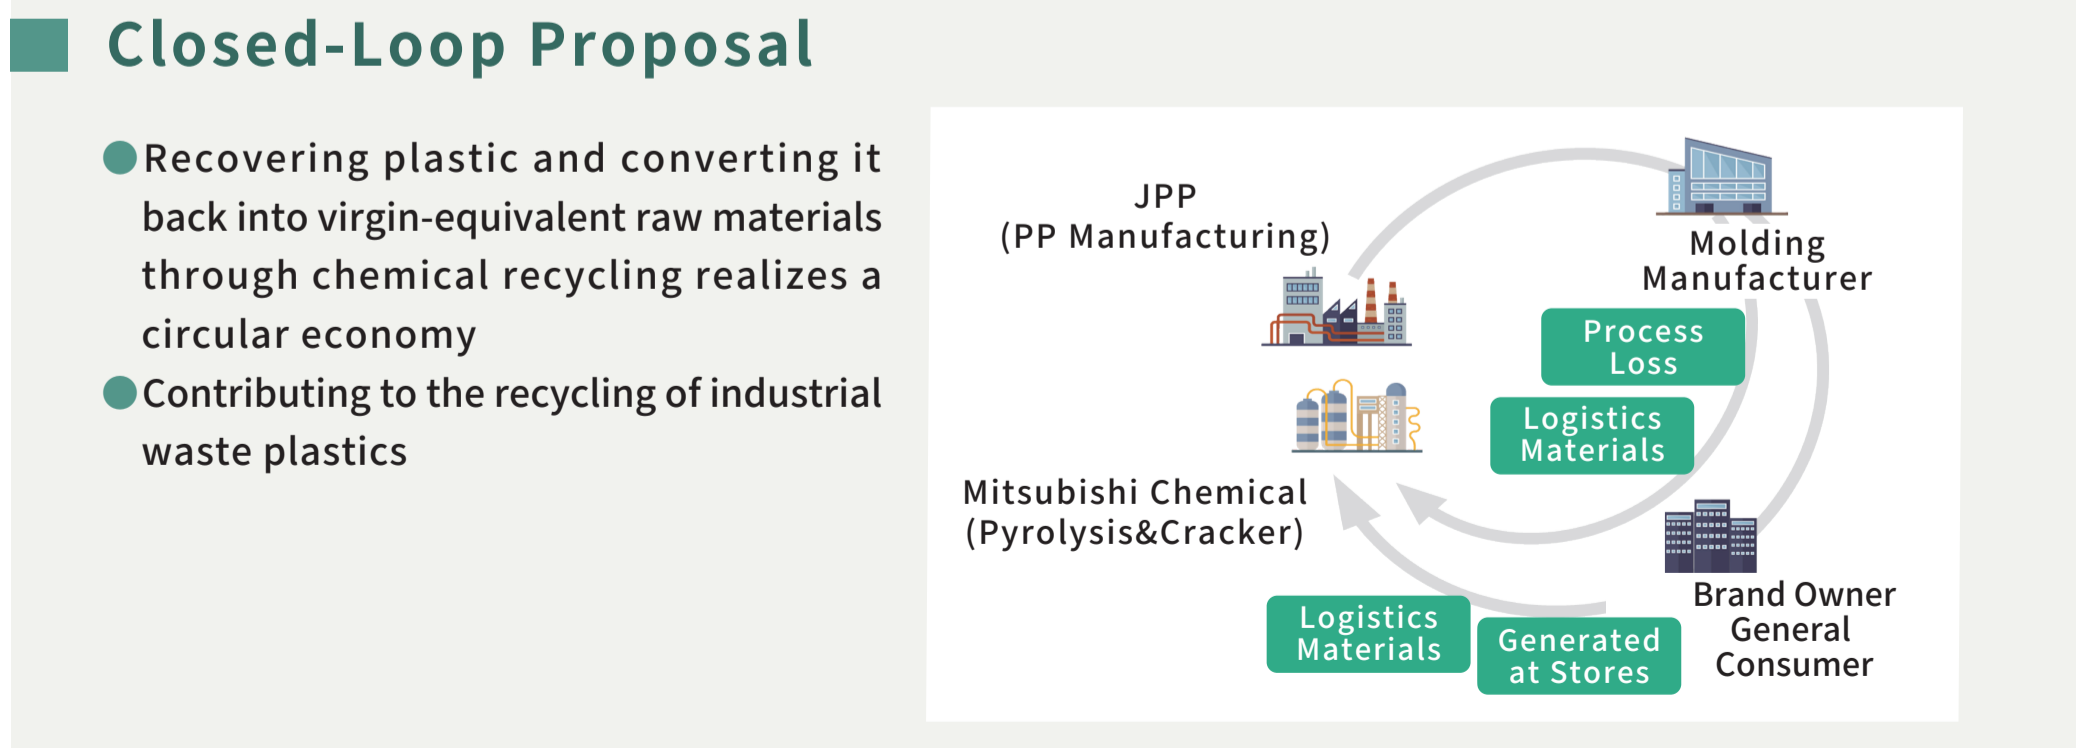 Closed-Loop Proposal
●Recovering plastic and converting it
back into virgin-equivalent raw materials
through chemical recycling realizes a
circular economy
●Contributing to the recycling of industrial
waste plastics
JPP
(PP Manufacturing)
Molding
Manufacturer
Process
Loss
Logistics
Materials
Mitsubishi Chemical
(Pyrolysis&Cracker)
Brand Owner
General
Consumer
Logistics
Materials
Generated
at Stores